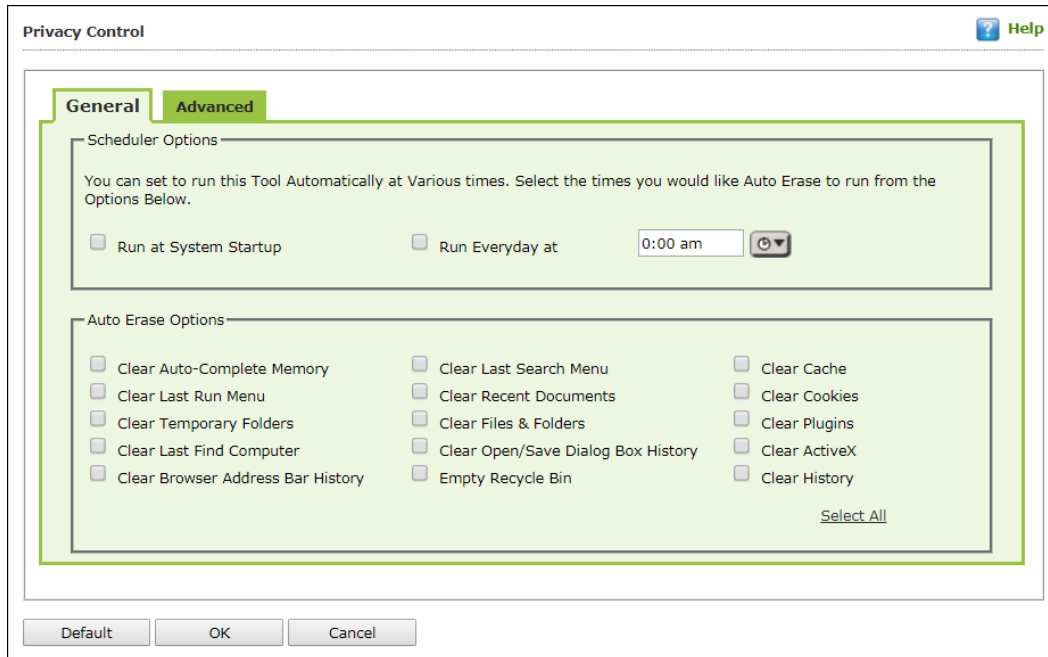 Privacy Control
? Help
General
Advanced
Scheduler Options
You can set to run this Tool Automatically at Various times. Select the times you would like Auto Erase to run from the
Options Below.
Run at System Startup
Run Everyday at
0:00 am
Auto Erase Options
Clear Auto-Complete Memory
Clear Last Search Menu
Clear Cache
Clear Last Run Menu
Clear Recent Documents
Clear Cookies
Clear Temporary Folders
Clear Files & Folders
Clear Plugins
Clear Last Find Computer
Clear Open/Save Dialog Box History
Clear ActiveX
Clear Browser Address Bar History
Empty Recycle Bin
Clear History
Select All
Default
OK
Cancel